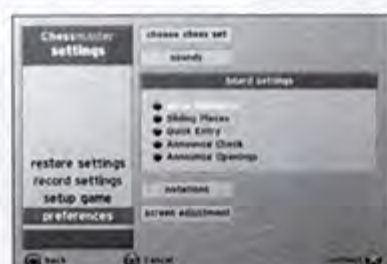 Chessmaster
settings
choose chess set
sounds
board settings
Sliding Pieces
Quick Entry
Announce Check
Announce Openings
restore settings
record settings
setup game
preferences
notations
screen adjustment
Back
Cancel